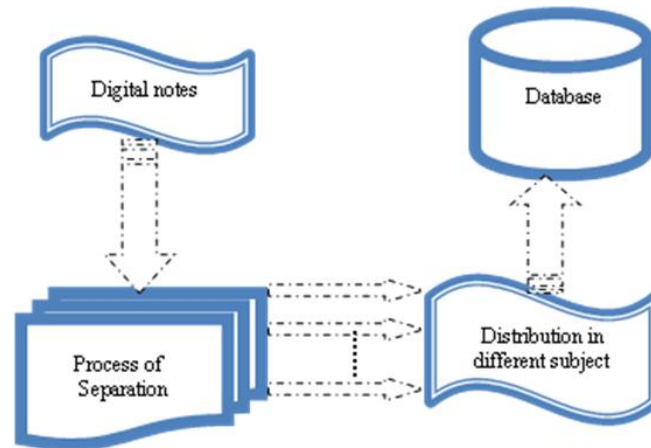 Digital notes
Database
Process of
Separation
Distribution in
different subject